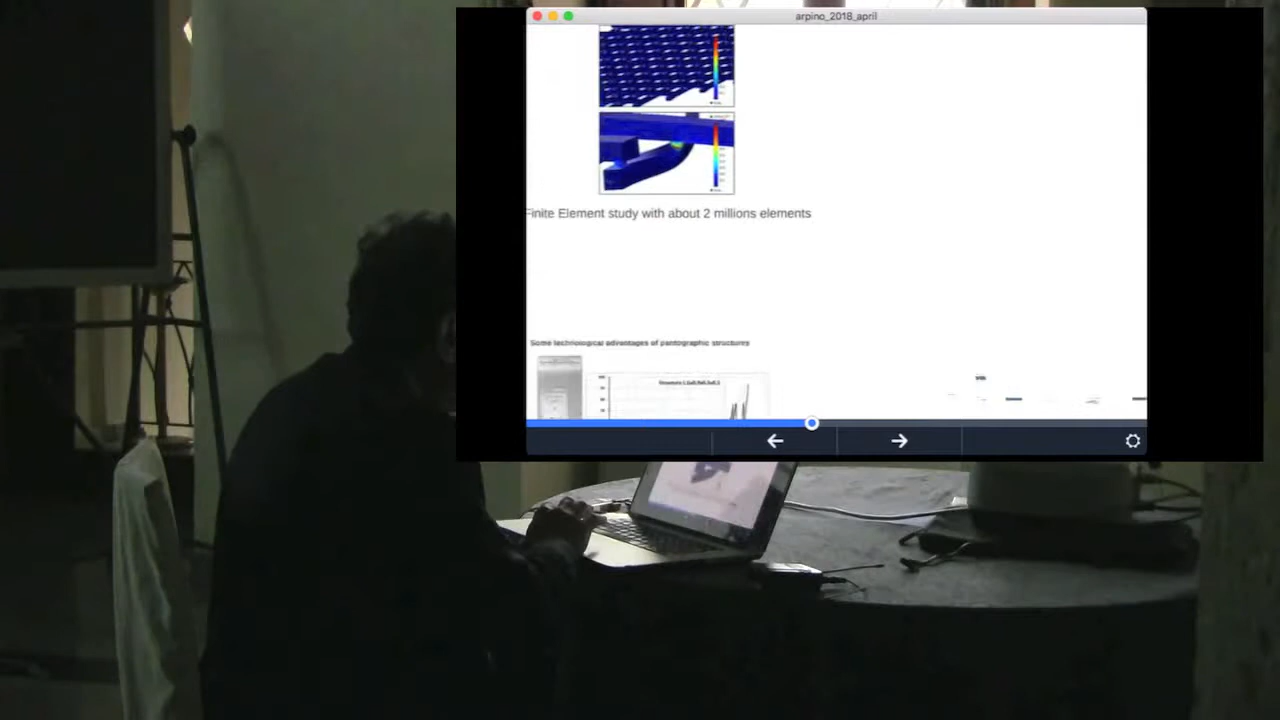 arpino_2018_april
Finite Element study with about 2 millions elements
Some technological advantages of pantographic structures